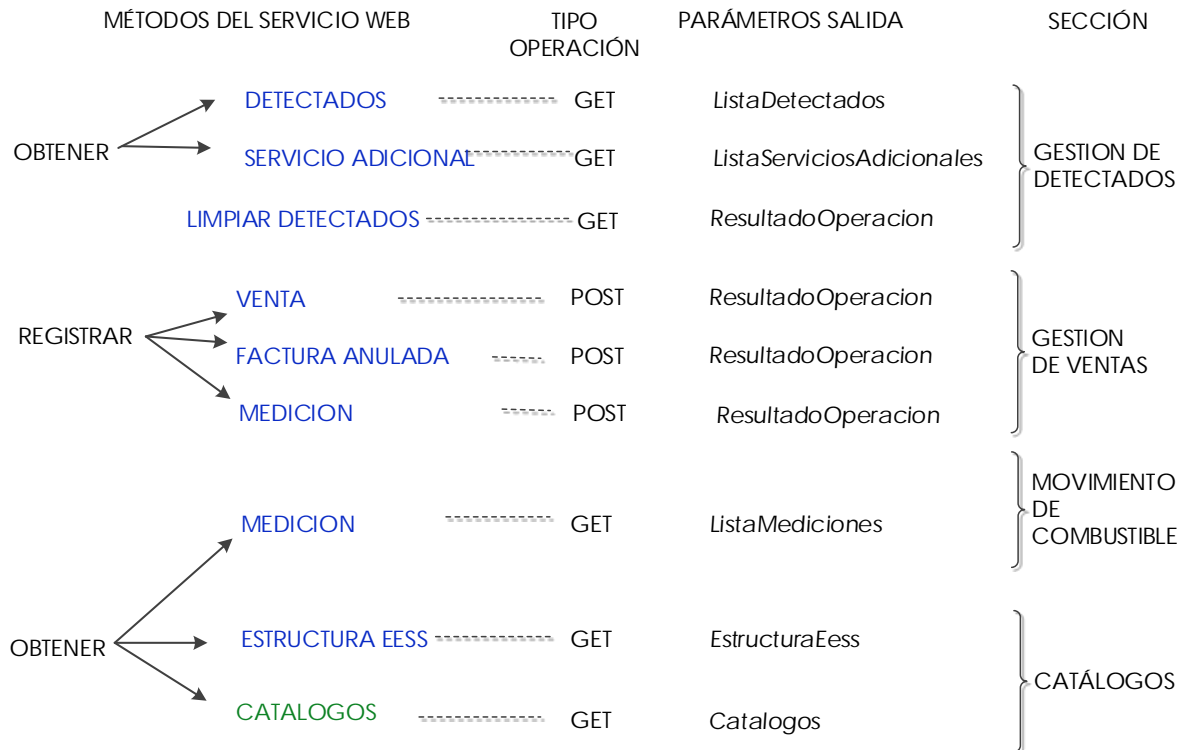 MÉTODOS DEL SERVICIO WEB
TIPO
OPERACIÓN
PARÁMETROS SALIDA
SECCIÓN
OBTENER
DETECTADOS
GET
ListaDetectados
SERVICIO ADICIONAL
GET
ListaServiciosAdicionales
LIMPIAR DETECTADOS
GET
ResultadoOperacion
GESTION DE
DETECTADOS
REGISTRAR
VENTA
POST
ResultadoOperacion
FACTURA ANULADA
POST
ResultadoOperacion
MEDICION
POST
ResultadoOperacion
GESTION
DE VENTAS
OBTENER
MEDICION
GET
ListaMediciones
MOVIMIENTO
DE
COMBUSTIBLE
ESTRUCTURA EESS
GET
EstructuraEess
CATALOGOS
GET
Catalogos
CATÁLOGOS